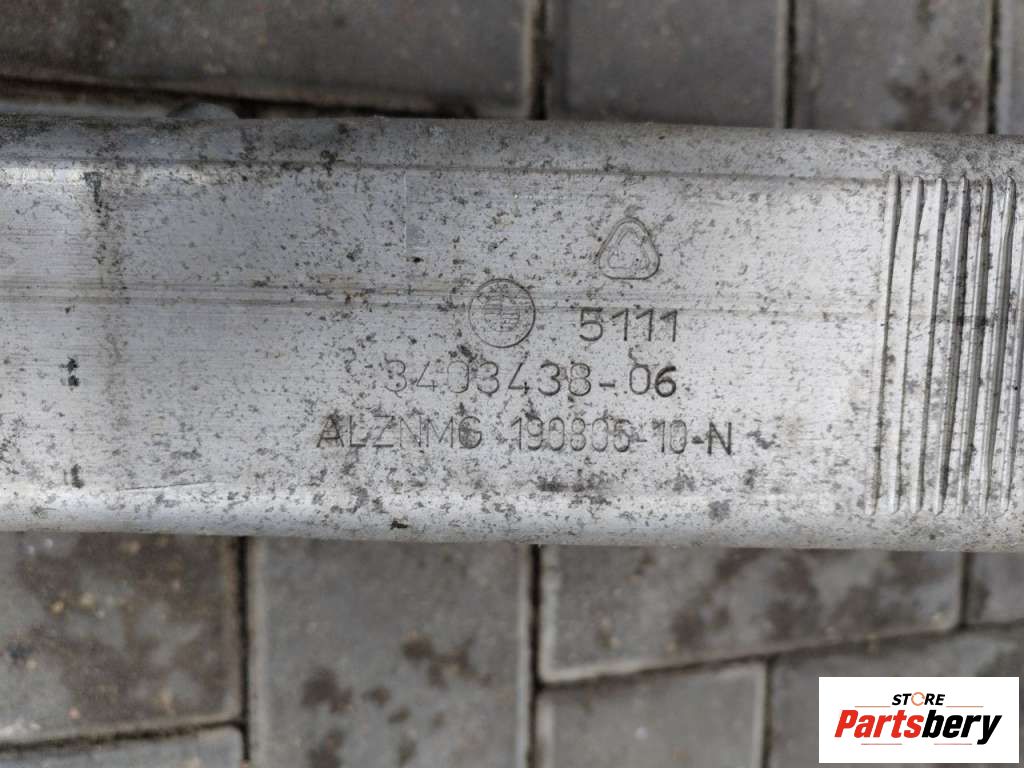 5111
3403438-06
ALZNMG 190805-10-N
STORE
Partsbery